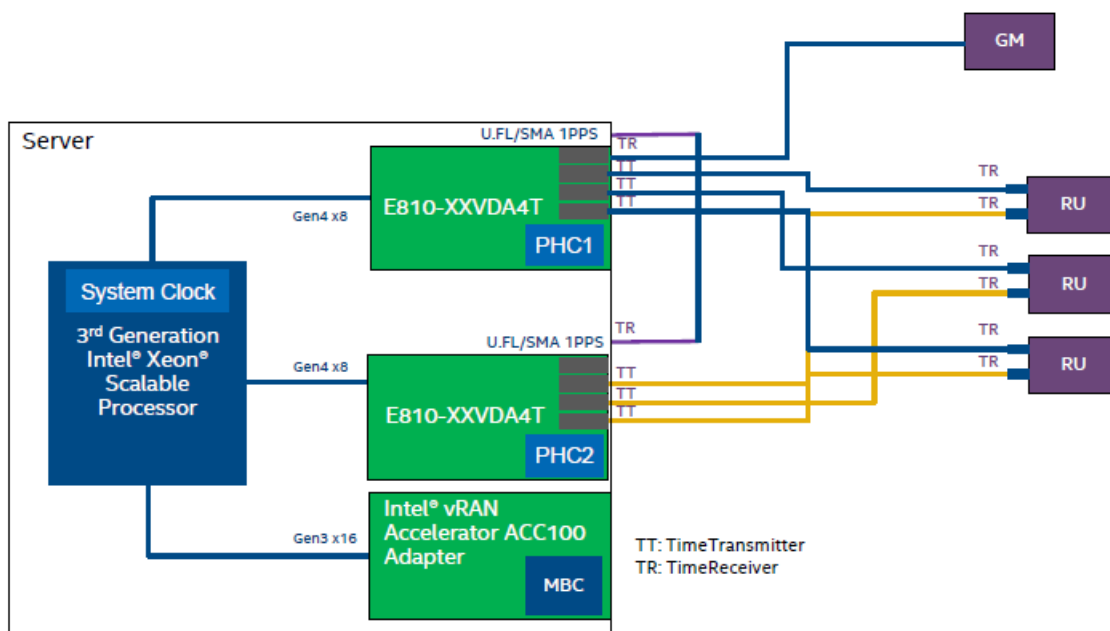 GM
Server
U.FL/SMA 1PPS
TR
TT
TT
TT
E810-XXVDA4T
PHC1
Gen4 x8
TR
TR
RU
TR
TR
RU
TR
TR
RU
System Clock
3rd Generation
Intel® Xeon®
Scalable
Processor
TR
U.FL/SMA 1PPS
Gen4 x8
TT
TT
TT
E810-XXVDA4T
PHC2
Intel® vRAN
Accelerator ACC100
Adapter
MBC
Gen3 x16
TT: TimeTransmitter
TR: TimeReceiver